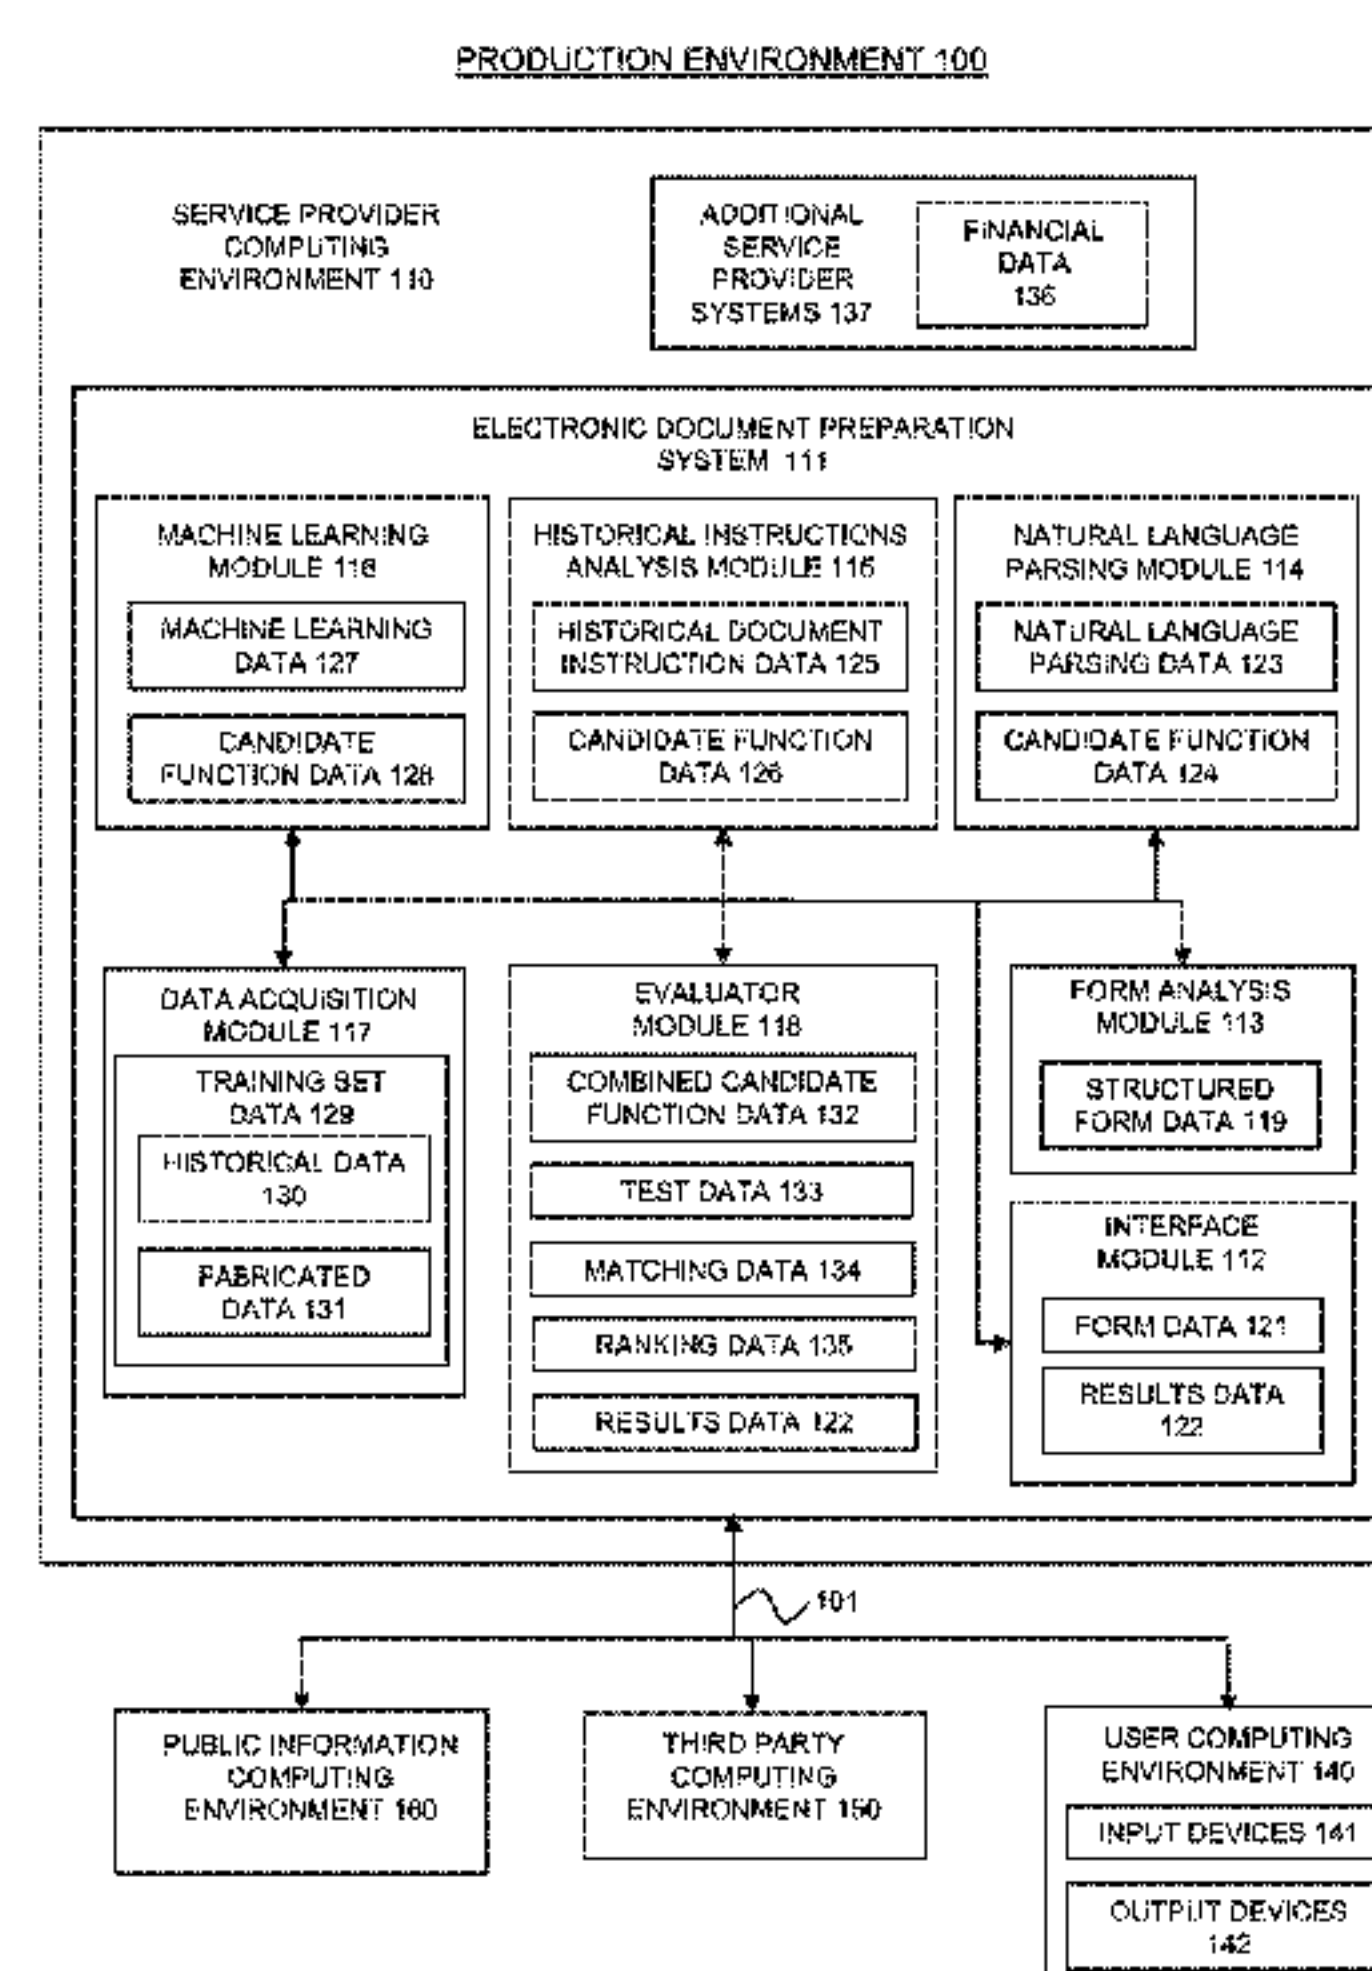 PRODUCTION ENVIRONMENT 100
SERVICE PROVIDER
COMPUTING
ENVIRONMENT 110
ADDITIONAL
SERVICE
PROVIDER
SYSTEMS 137
FINANCIAL
DATA
136
ELECTRONIC DOCUMENT PREPARATION
SYSTEM 111
MACHINE LEARNING
MODULE 116
MACHINE LEARNING
DATA 127
CANDIDATE
FUNCTION DATA 128
HISTORICAL INSTRUCTIONS
ANALYSIS MODULE 115
HISTORICAL DOCUMENT
INSTRUCTION DATA 125
CANDIDATE FUNCTION
DATA 126
NATURAL LANGUAGE
PARSING MODULE 114
NATURAL LANGUAGE
PARSING DATA 123
CANDIDATE FUNCTION
DATA 124
DATA ACQUISITION
MODULE 117
TRAINING SET
DATA 129
HISTORICAL DATA
130
FABRICATED
DATA 131
EVALUATOR
MODULE 118
COMBINED CANDIDATE
FUNCTION DATA 132
TEST DATA 133
MATCHING DATA 134
RANKING DATA 135
RESULTS DATA 122
FORM ANALYSIS
MODULE 113
STRUCTURED
FORM DATA 119
INTERFACE
MODULE 112
FORM DATA 121
RESULTS DATA
122
101
PUBLIC INFORMATION
COMPUTING
ENVIRONMENT 160
THIRD PARTY
COMPUTING
ENVIRONMENT 150
USER COMPUTING
ENVIRONMENT 140
INPUT DEVICES 141
OUTPUT DEVICES
142